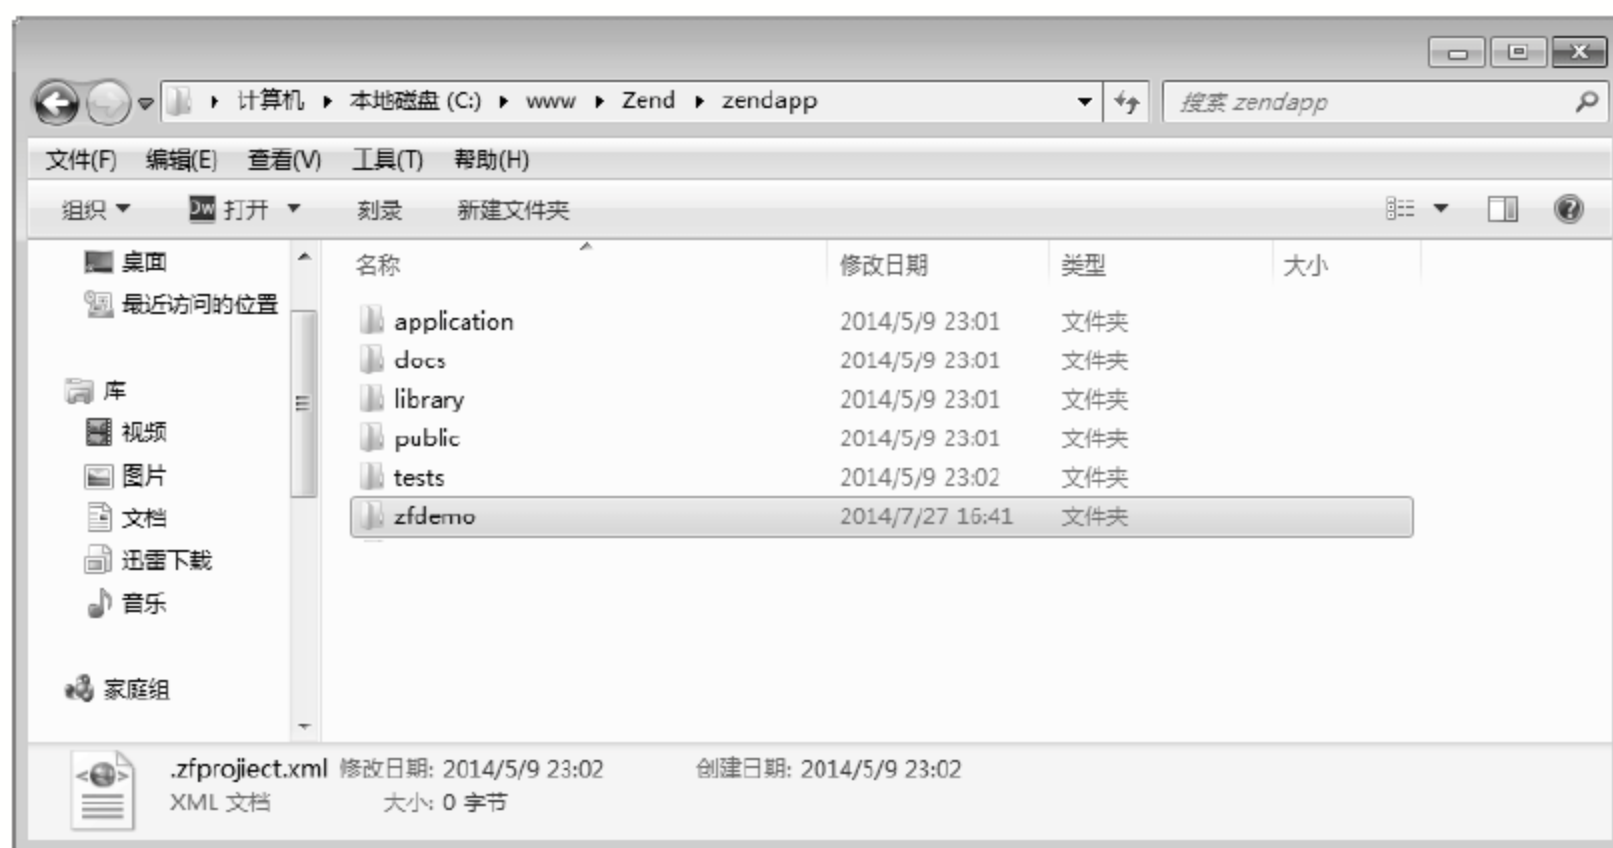 计算机 ▸ 本地磁盘 (C:) ▸ www ▸ Zend ▸ zendapp
搜索 zendapp
文件(F) 编辑(E) 查看(V) 工具(T) 帮助(H)
组织 Dw 打开 刻录 新建文件夹
桌面
最近访问的位置
库
视频
图片
文档
迅雷下载
音乐
家庭组
名称 修改日期 类型 大小
application 2014/5/9 23:01 文件夹
docs 2014/5/9 23:01 文件夹
library 2014/5/9 23:01 文件夹
public 2014/5/9 23:01 文件夹
tests 2014/5/9 23:02 文件夹
zfdemo 2014/7/27 16:41 文件夹
.zfprojiect.xml 修改日期: 2014/5/9 23:02 创建日期: 2014/5/9 23:02
XML 文档 大小: 0 字节